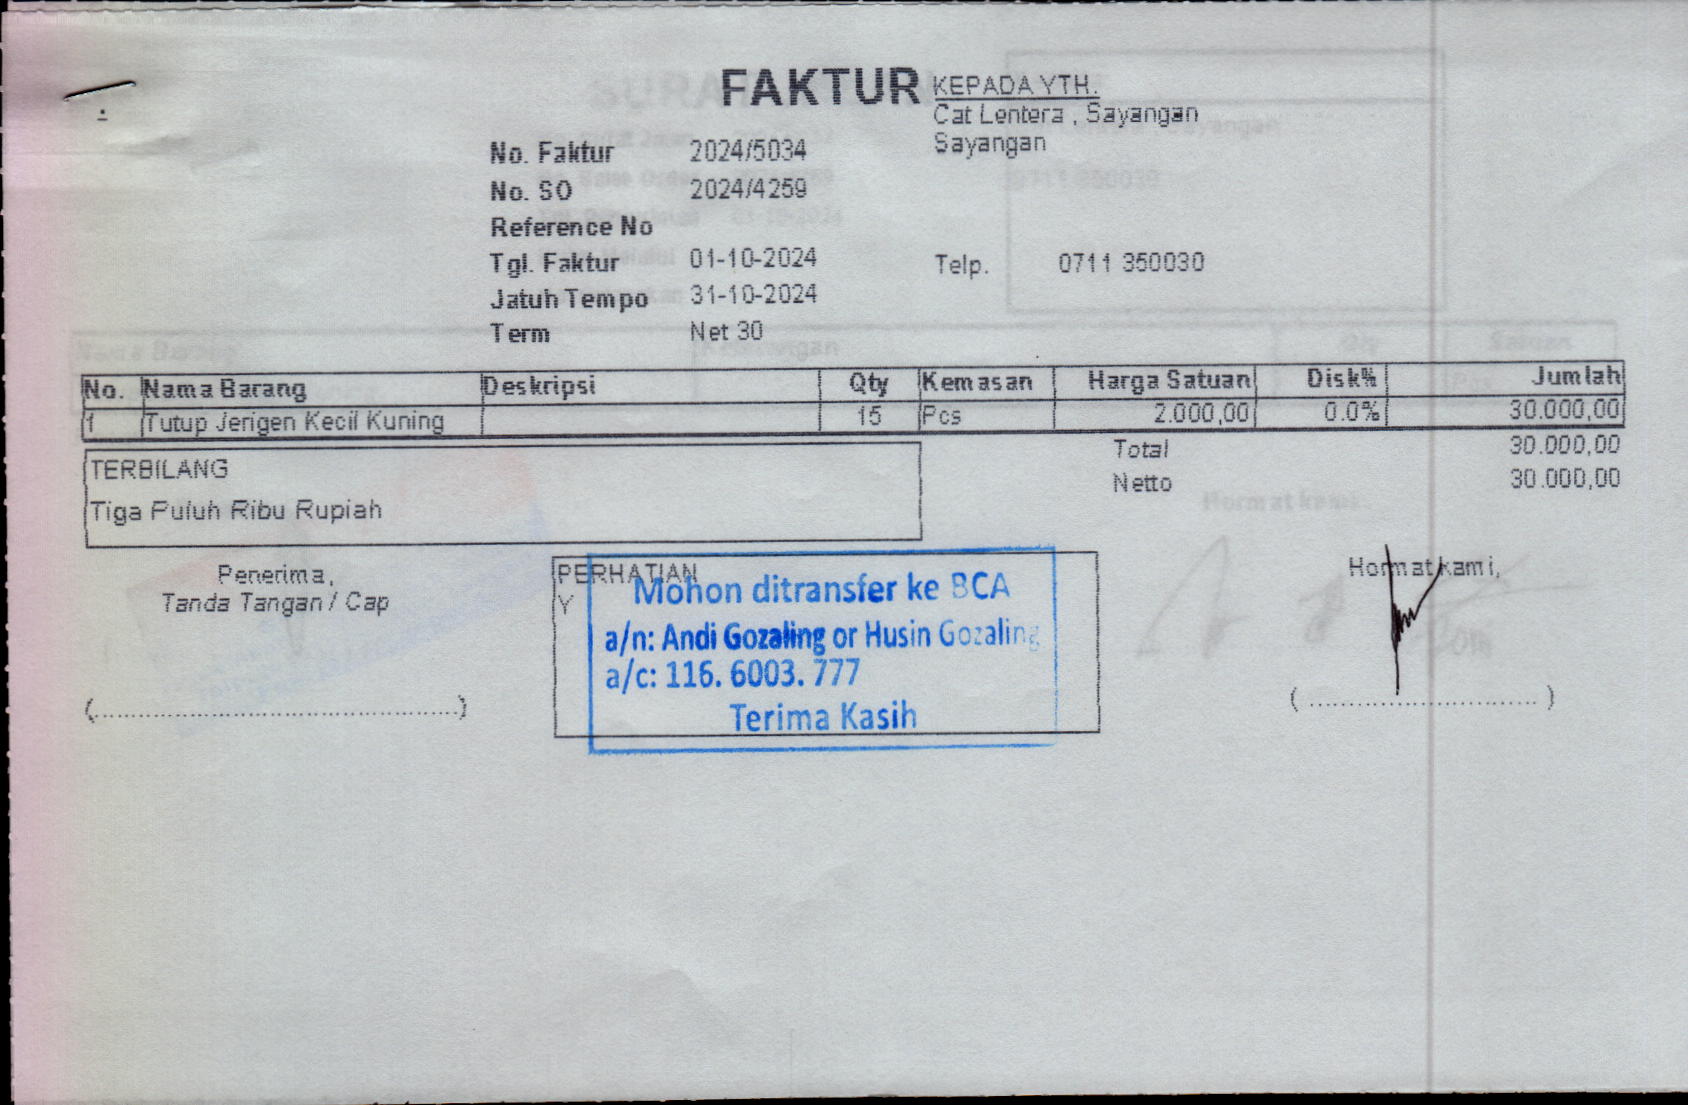 FAKTUR
KEPADA YTH.
Cat Lentera , Sayangan
Sayangan
No. Faktur 2024/5034
No. SO 2024/4259
Reference No
Tgl. Faktur 01-10-2024
Telp. 0711 350030
Jatuh Tempo 31-10-2024
Term Net 30
No. Nama Barang Deskripsi Qty Kemasan Harga Satuan Disk% Jumlah
1 Tutup Jerigen Kecil Kuning 15 Pcs 2.000,00 0.0% 30.000,00
Total 30.000,00
Netto 30.000,00
TERBILANG
Tiga Puluh Ribu Rupiah
Penerima,
Tanda Tangan / Cap
(..................................................)
PERHATIAN
Y
Mohon ditransfer ke BCA
a/n: Andi Gozaling or Husin Gozaling
a/c: 116. 6003. 777
Terima Kasih
Hormat kami,
( ............................... )